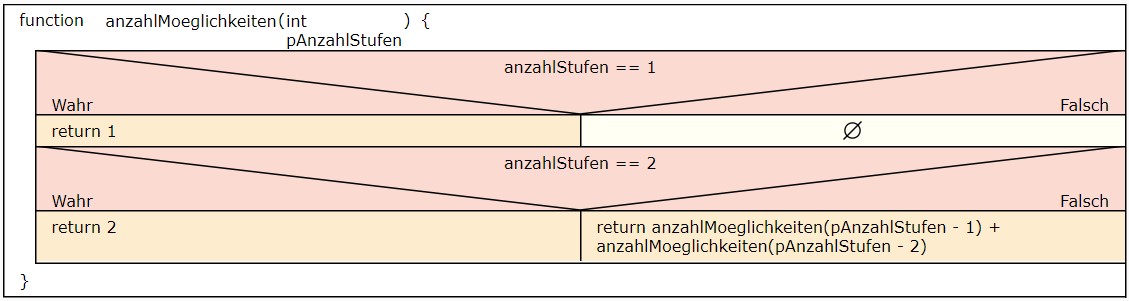 function anzahlMoeglichkeiten(int pAnzahlStufen) {
anzahlStufen == 1
Wahr Falsch
return 1 ∅
anzahlStufen == 2
Wahr Falsch
return 2 return anzahlMoeglichkeiten(pAnzahlStufen - 1) +
anzahlMoeglichkeiten(pAnzahlStufen - 2)
}